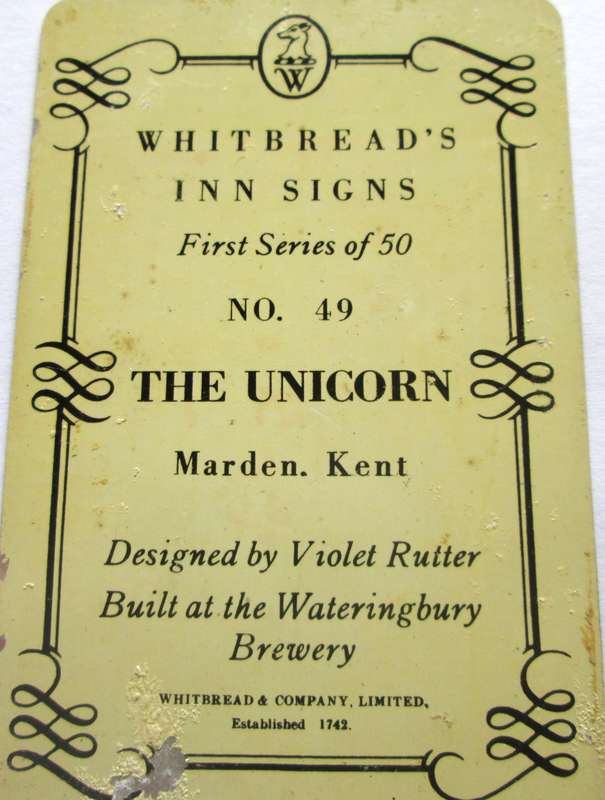 W
WHITBREAD'S
INN SIGNS
First Series of 50
NO. 49
THE UNICORN
Marden. Kent
Designed by Violet Rutter
Built at the Wateringbury
Brewery
WHITBREAD & COMPANY, LIMITED,
Established 1742.